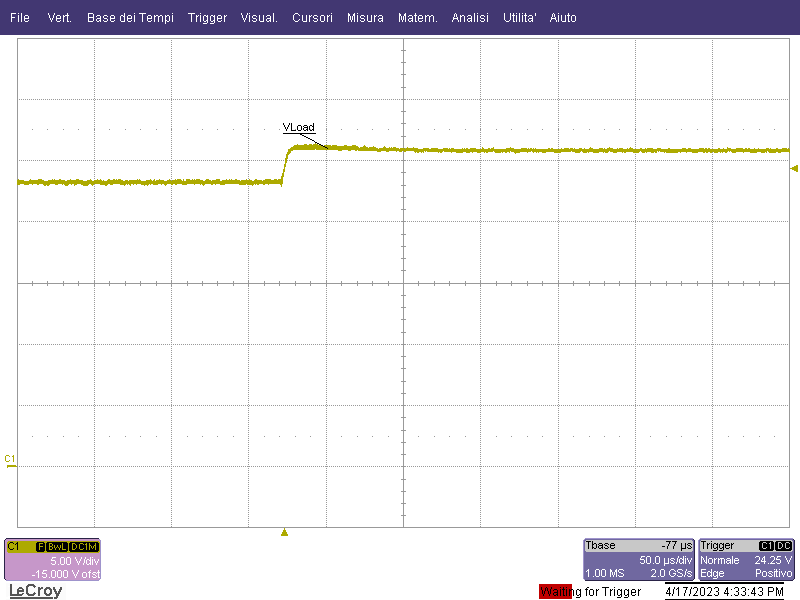 File Vert. Base dei Tempi Trigger Visual. Cursori Misura Matem. Analisi Utilita' Aiuto
VLoad
C1
C1 F BwL DC1M
5.00 V/div
-15.000 V ofst
Tbase -77 µs
50.0 µs/div
1.00 MS 2.0 GS/s
Trigger C1 DC
Normale 24.25 V
Edge Positivo
LeCroy
Waiting for Trigger
4/17/2023 4:33:43 PM